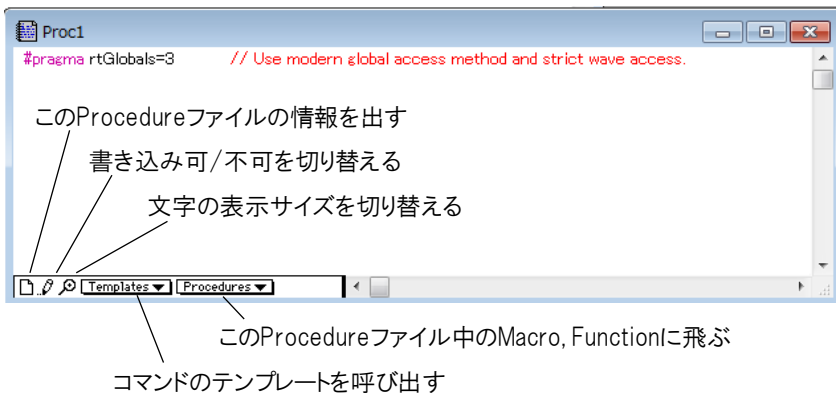 Proc1
#pragma rtGlobals=3 // Use modern global access method and strict wave access.
このProcedureファイルの情報を出す
書き込み可/不可を切り替える
文字の表示サイズを切り替える
Templates Procedures
このProcedureファイル中のMacro, Functionに飛ぶ
コマンドのテンプレートを呼び出す